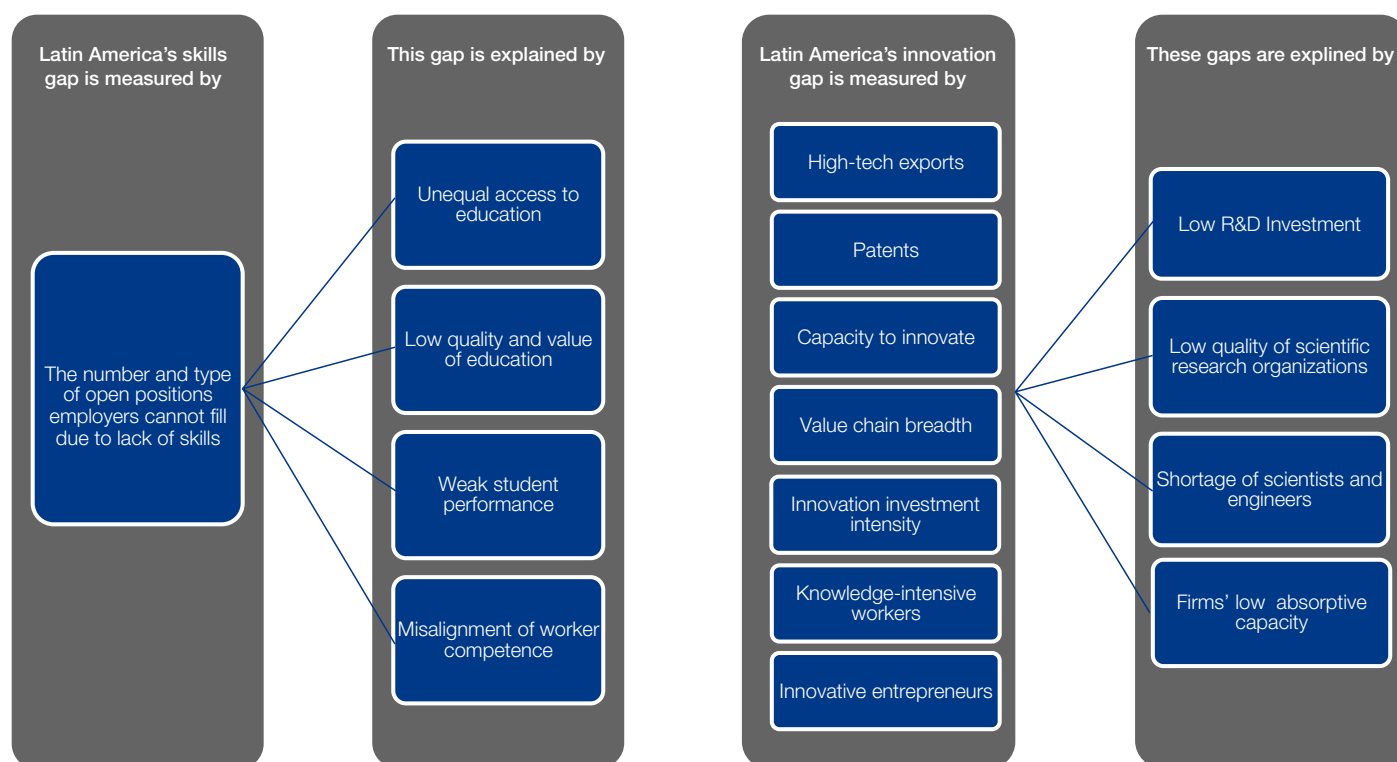 Latin America's skills
gap is measured by
The number and type
of open positions
employers cannot fill
due to lack of skills
This gap is explained by
Unequal access to
education
Low quality and value
of education
Weak student
performance
Misalignment of worker
competence
Latin America's innovation
gap is measured by
High-tech exports
Patents
Capacity to innovate
Value chain breadth
Innovation investment
intensity
Knowledge-intensive
workers
Innovative entrepreneurs
These gaps are explined by
Low R&D Investment
Low quality of scientific
research organizations
Shortage of scientists and
engineers
Firms' low absorptive
capacity